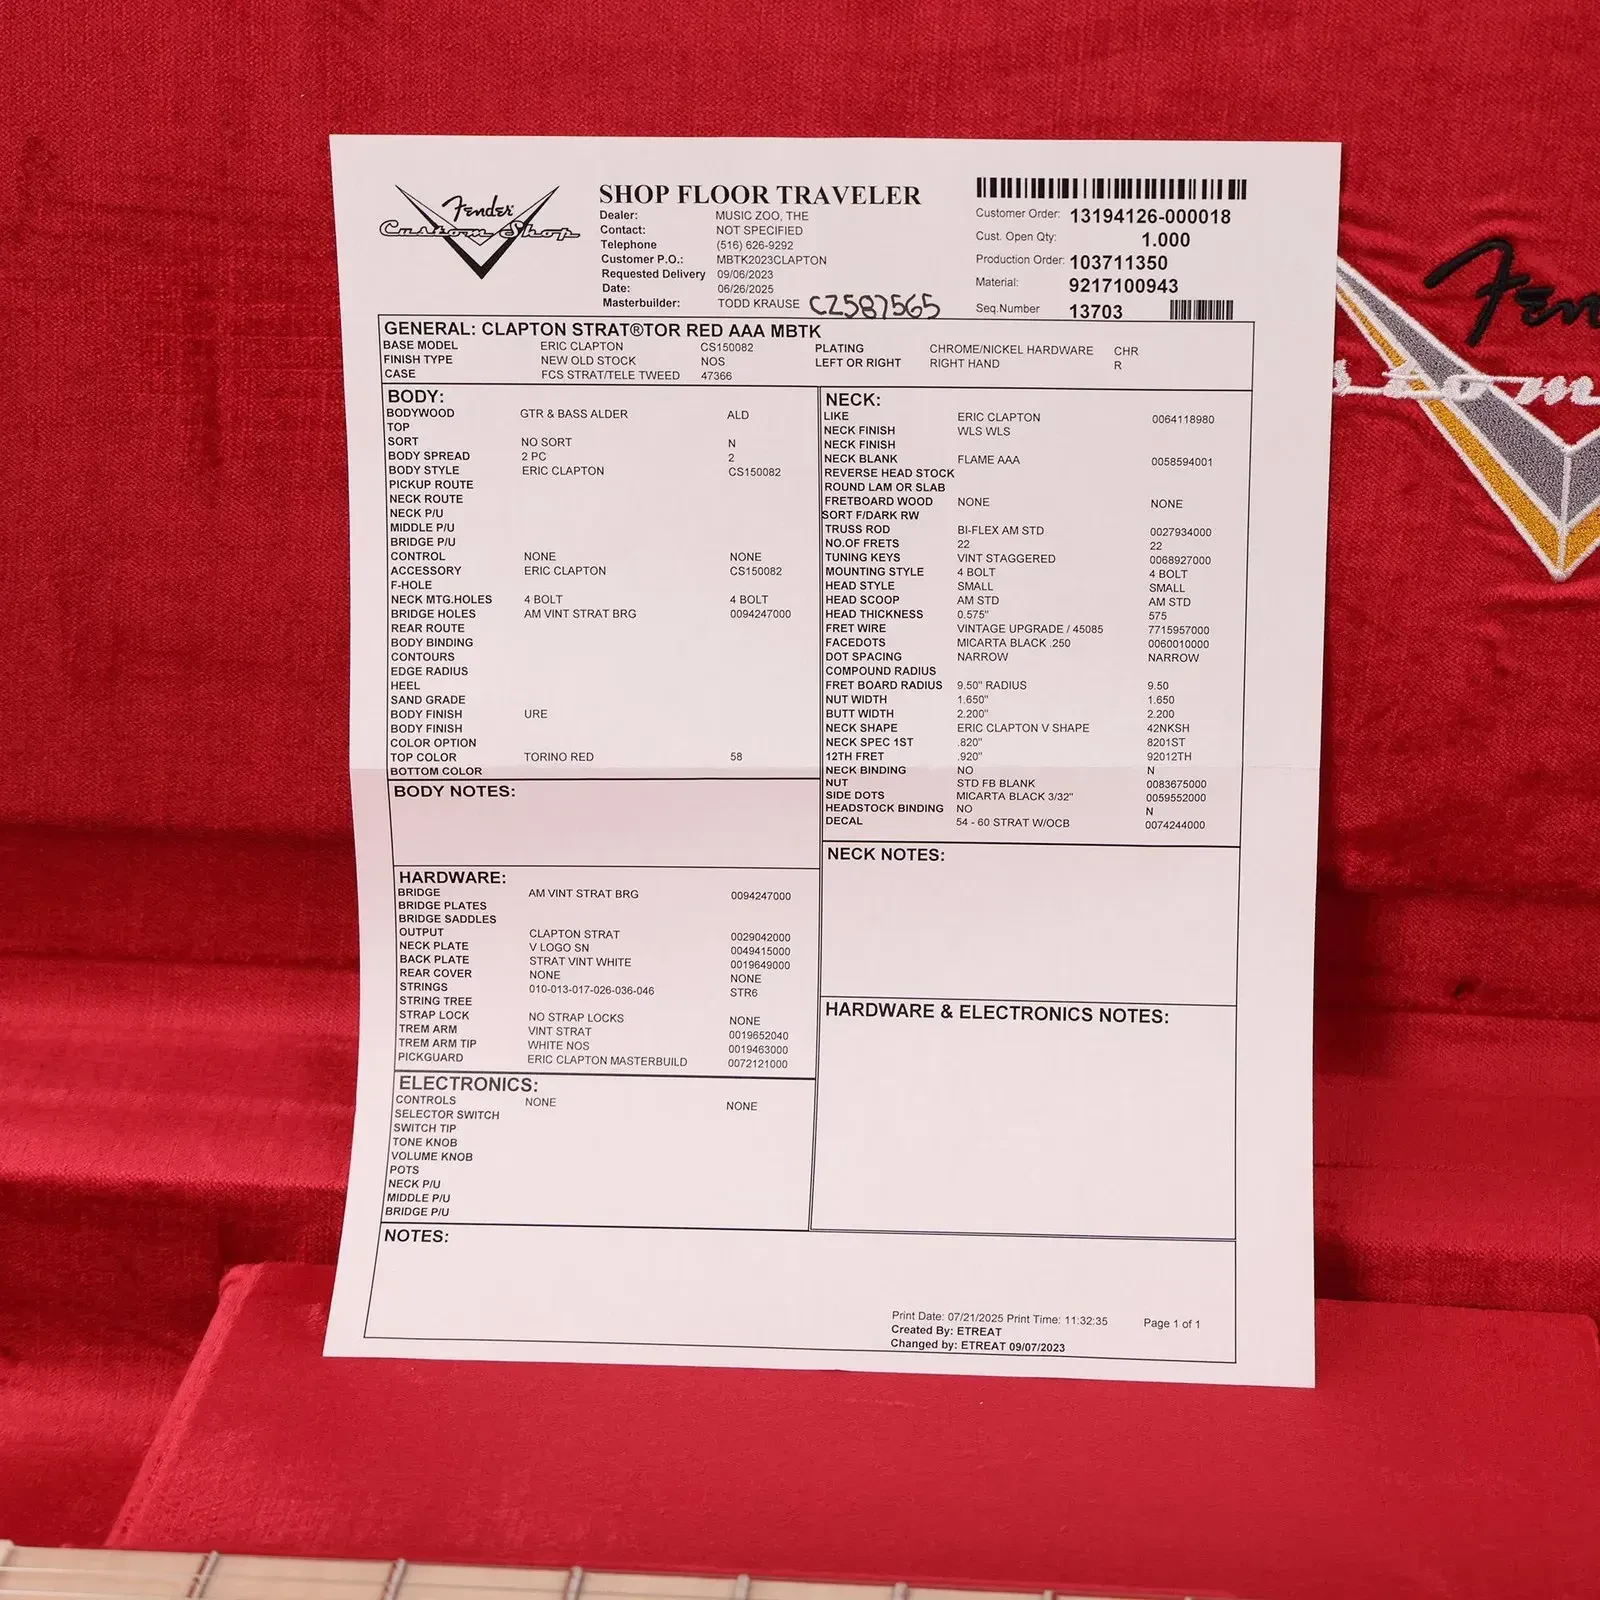 Fender
Custom Shop
SHOP FLOOR TRAVELER
Dealer: MUSIC ZOO, THE
Contact: NOT SPECIFIED
Telephone (516) 626-9292
Customer P.O.: MBTK2023CLAPTON
Requested Delivery 09/06/2023
Date: 06/26/2025
Masterbuilder: TODD KRAUSE CZ587565
Customer Order: 13194126-000018
Cust. Open Qty: 1.000
Production Order: 103711350
Material: 9217100943
Seq.Number 13703
GENERAL: CLAPTON STRAT®TOR RED AAA MBTK
BASE MODEL ERIC CLAPTON CS150082 PLATING CHROME/NICKEL HARDWARE CHR
FINISH TYPE NEW OLD STOCK NOS LEFT OR RIGHT RIGHT HAND R
CASE FCS STRAT/TELE TWEED 47366
BODY:
BODYWOOD GTR & BASS ALDER ALD
TOP
SORT NO SORT N
BODY SPREAD 2 PC 2
BODY STYLE ERIC CLAPTON CS150082
PICKUP ROUTE
NECK ROUTE
NECK P/U
MIDDLE P/U
BRIDGE P/U
CONTROL NONE NONE
ACCESSORY ERIC CLAPTON CS150082
F-HOLE
NECK MTG.HOLES 4 BOLT 4 BOLT
BRIDGE HOLES AM VINT STRAT BRG 0094247000
REAR ROUTE
BODY BINDING
CONTOURS
EDGE RADIUS
HEEL
SAND GRADE
BODY FINISH URE
BODY FINISH
COLOR OPTION
TOP COLOR TORINO RED 58
BOTTOM COLOR
BODY NOTES:
HARDWARE:
BRIDGE AM VINT STRAT BRG 0094247000
BRIDGE PLATES
BRIDGE SADDLES
OUTPUT CLAPTON STRAT 0029042000
NECK PLATE V LOGO SN 0049415000
BACK PLATE STRAT VINT WHITE 0019649000
REAR COVER NONE NONE
STRINGS 010-013-017-026-036-046 STR6
STRING TREE
STRAP LOCK NO STRAP LOCKS NONE
TREM ARM VINT STRAT 0019652040
TREM ARM TIP WHITE NOS 0019463000
PICKGUARD ERIC CLAPTON MASTERBUILD 0072121000
ELECTRONICS:
CONTROLS NONE NONE
SELECTOR SWITCH
SWITCH TIP
TONE KNOB
VOLUME KNOB
POTS
NECK P/U
MIDDLE P/U
BRIDGE P/U
NECK:
LIKE ERIC CLAPTON 0064118980
NECK FINISH WLS WLS
NECK FINISH
NECK BLANK FLAME AAA 0058594001
REVERSE HEAD STOCK
ROUND LAM OR SLAB
FRETBOARD WOOD NONE NONE
SORT F/DARK RW
TRUSS ROD BI-FLEX AM STD 0027934000
NO.OF FRETS 22 22
TUNING KEYS VINT STAGGERED 0068927000
MOUNTING STYLE 4 BOLT 4 BOLT
HEAD STYLE SMALL SMALL
HEAD SCOOP AM STD AM STD
HEAD THICKNESS 0.575" 575
FRET WIRE VINTAGE UPGRADE / 45085 7715957000
FACEDOTS MICARTA BLACK .250 0060010000
DOT SPACING NARROW NARROW
COMPOUND RADIUS
FRET BOARD RADIUS 9.50" RADIUS 9.50
NUT WIDTH 1.650" 1.650
BUTT WIDTH 2.200" 2.200
NECK SHAPE ERIC CLAPTON V SHAPE 42NKSH
NECK SPEC 1ST .820" 8201ST
12TH FRET .920" 92012TH
NECK BINDING NO N
NUT STD FB BLANK 0083675000
SIDE DOTS MICARTA BLACK 3/32" 0059552000
HEADSTOCK BINDING NO N
DECAL 54 - 60 STRAT W/OCB 0074244000
NECK NOTES:
HARDWARE & ELECTRONICS NOTES:
NOTES:
Print Date: 07/21/2025 Print Time: 11:32:35 Page 1 of 1
Created By: ETREAT
Changed by: ETREAT 09/07/2023